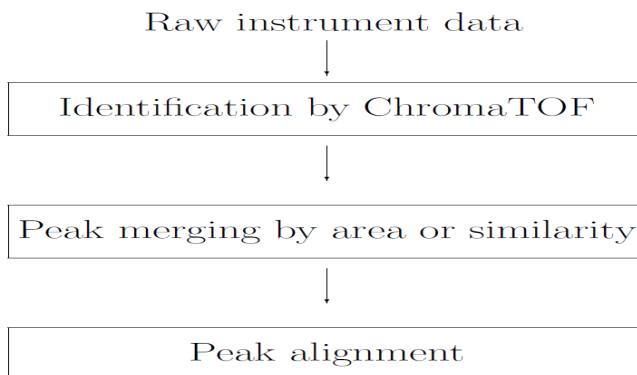 Raw instrument data
Identification by ChromaTOF
Peak merging by area or similarity
Peak alignment